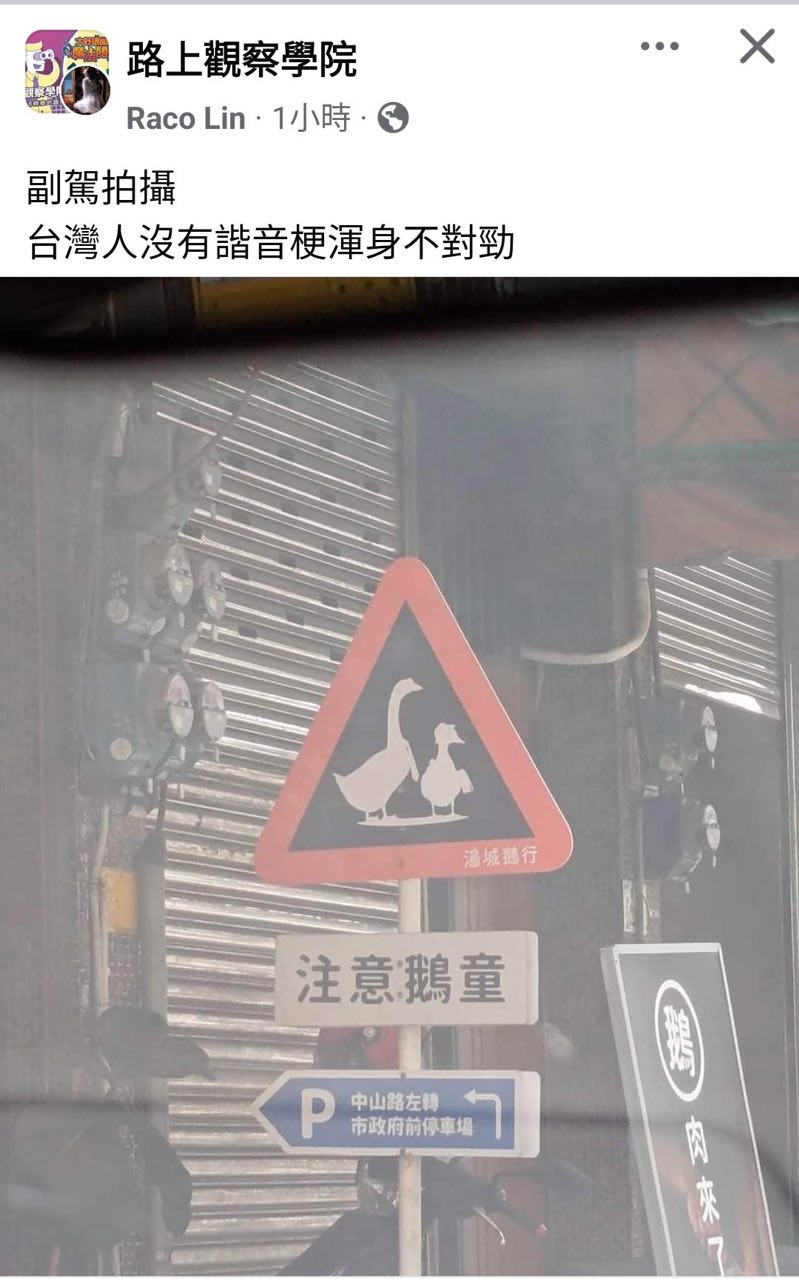 路上觀察學院
Raco Lin · 1小時 ·
副駕拍攝
台灣人沒有諧音梗渾身不對勁
湯城鵝行
注意鵝童
P 中山路左轉
市政府前停車場
鵝
肉來了